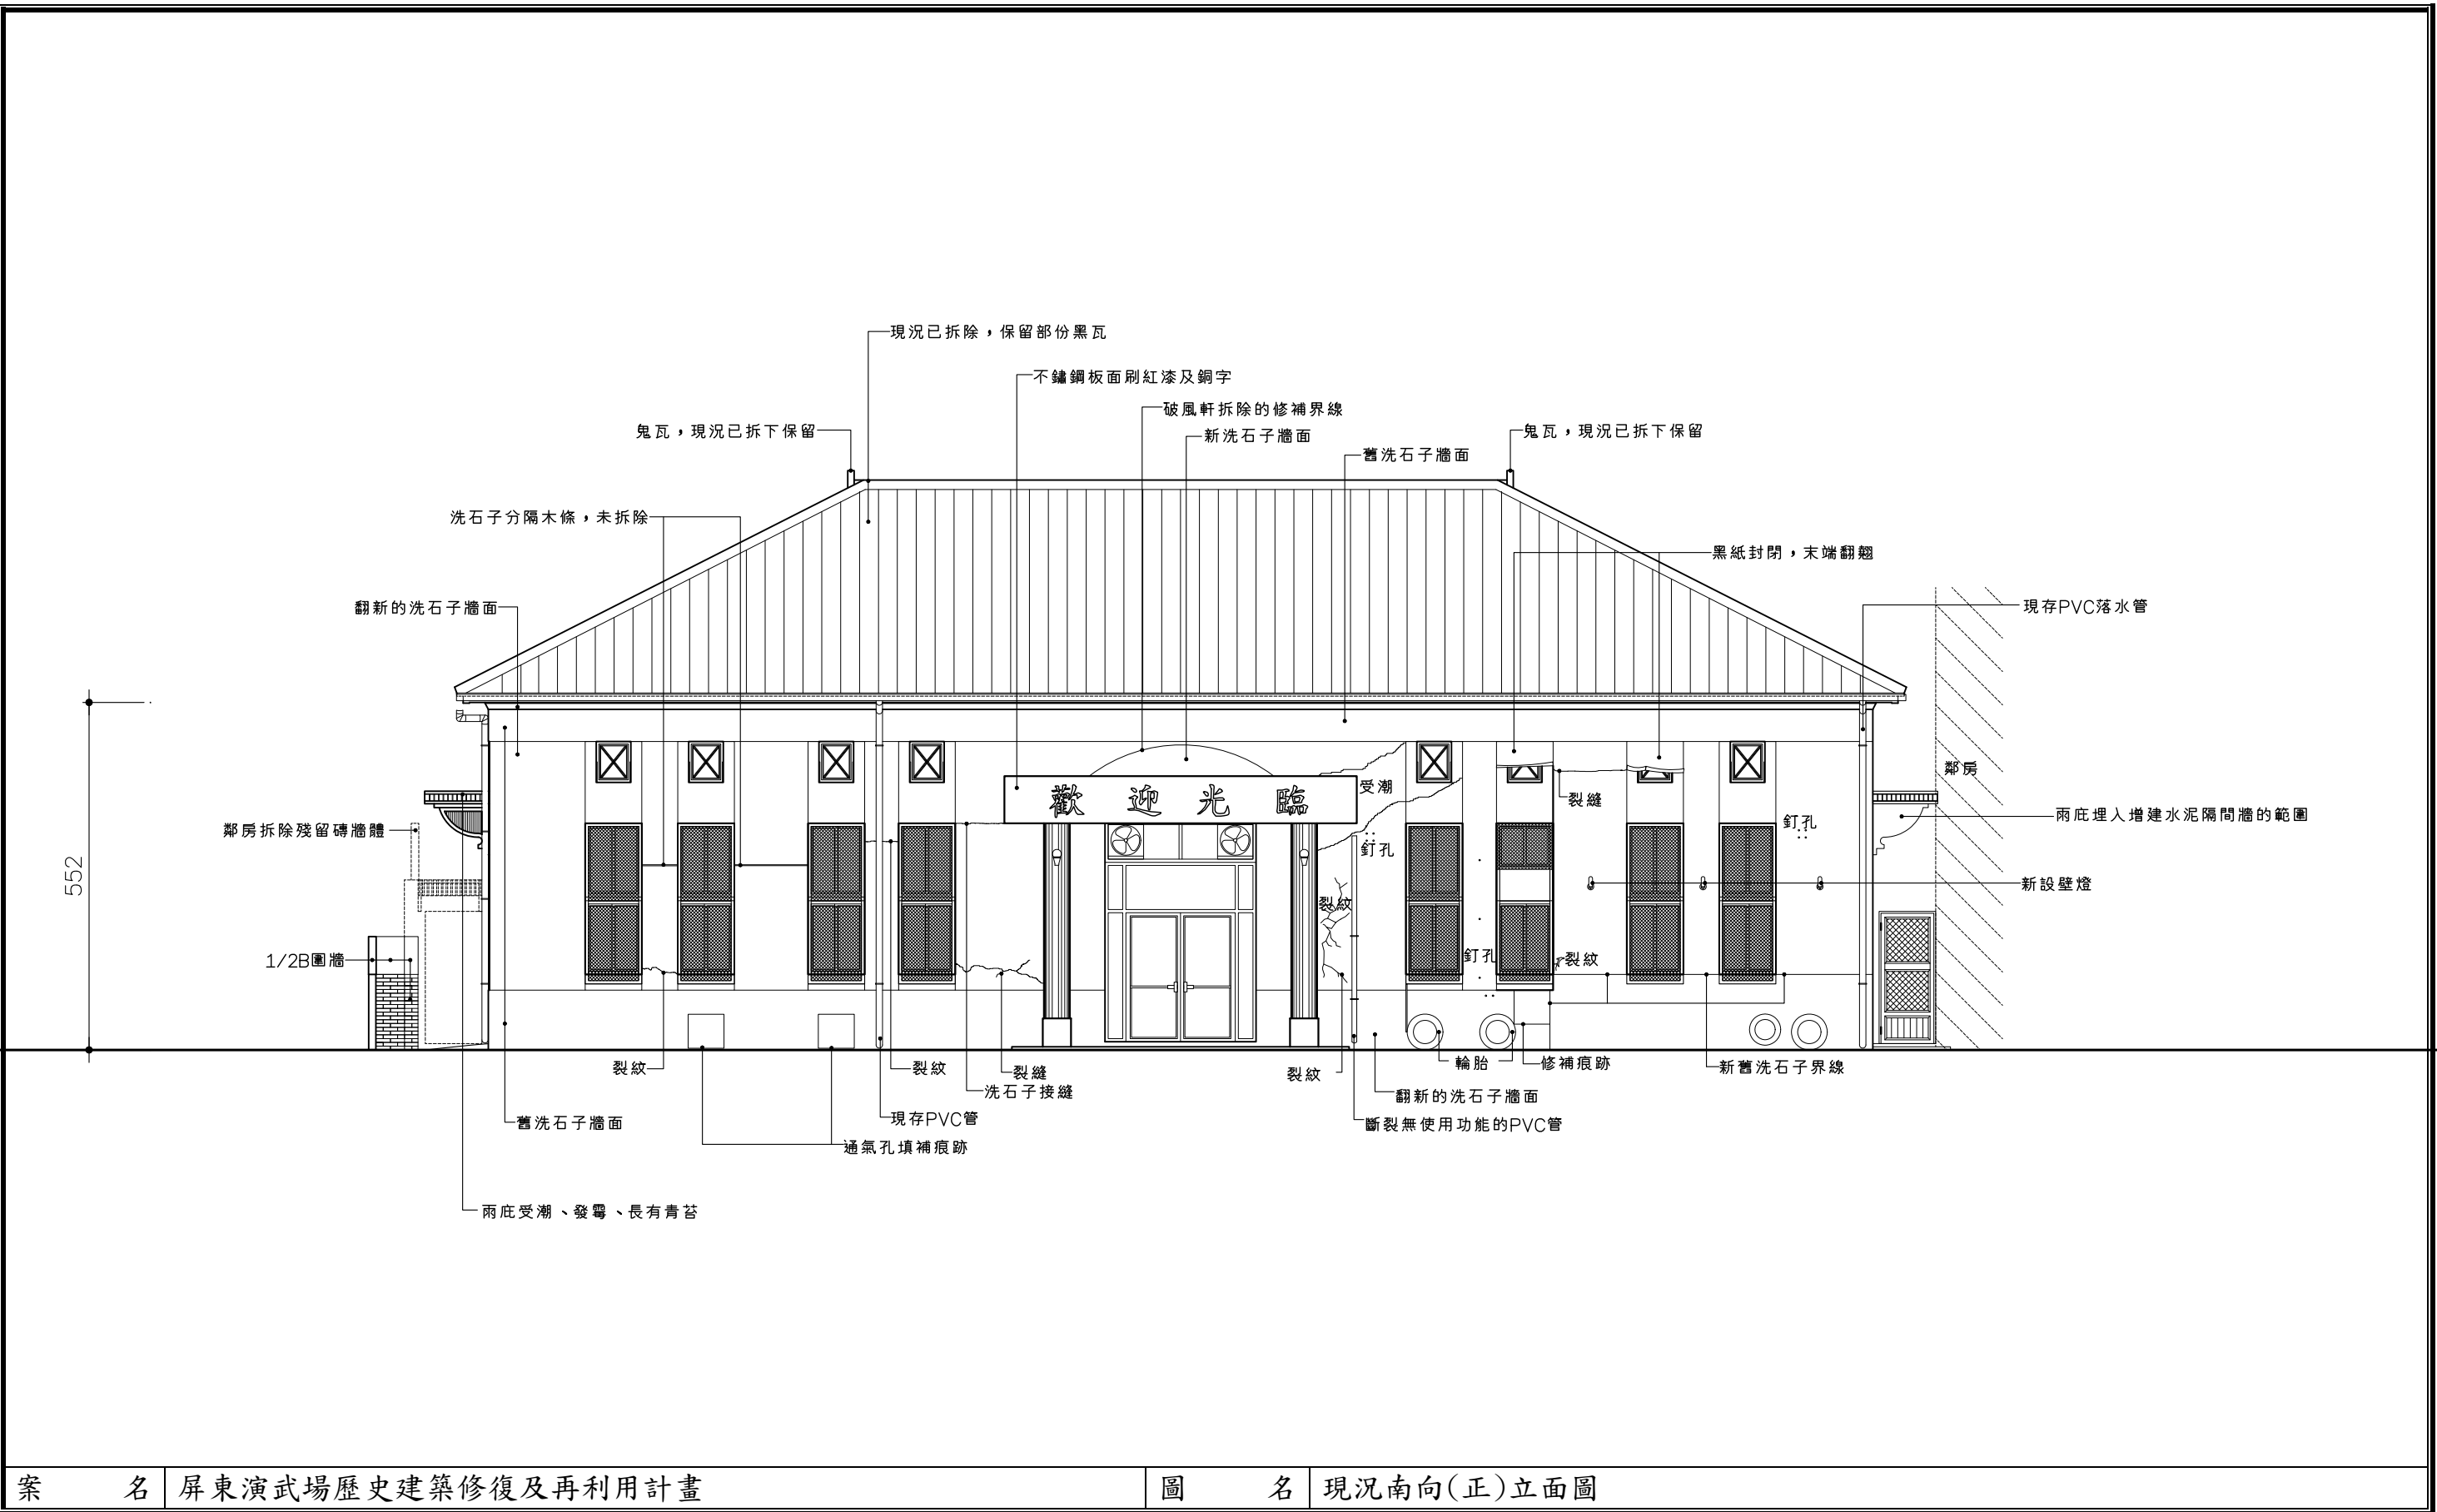 現況已拆除，保留部份黑瓦
不鏽鋼板面刷紅漆及銅字
破風軒拆除的修補界線
鬼瓦，現況已拆下保留
新洗石子牆面
鬼瓦，現況已拆下保留
舊洗石子牆面
洗石子分隔木條，未拆除
黑紙封閉，末端翻翹
翻新的洗石子牆面
現存PVC落水管
鄰房
受潮
歡迎光臨
裂縫
雨庇埋入增建水泥隔間牆的範圍
鄰房拆除殘留磚牆體
釘孔
釘孔
552
新設壁燈
裂紋
釘孔
裂紋
1/2B圍牆
裂紋
裂紋
裂縫
裂紋
輪胎
修補痕跡
新舊洗石子界線
洗石子接縫
翻新的洗石子牆面
舊洗石子牆面
現存PVC管
斷裂無使用功能的PVC管
通氣孔填補痕跡
雨庇受潮、發霉、長有青苔
案名 屏東演武場歷史建築修復及再利用計畫
圖名 現況南向(正)立面圖